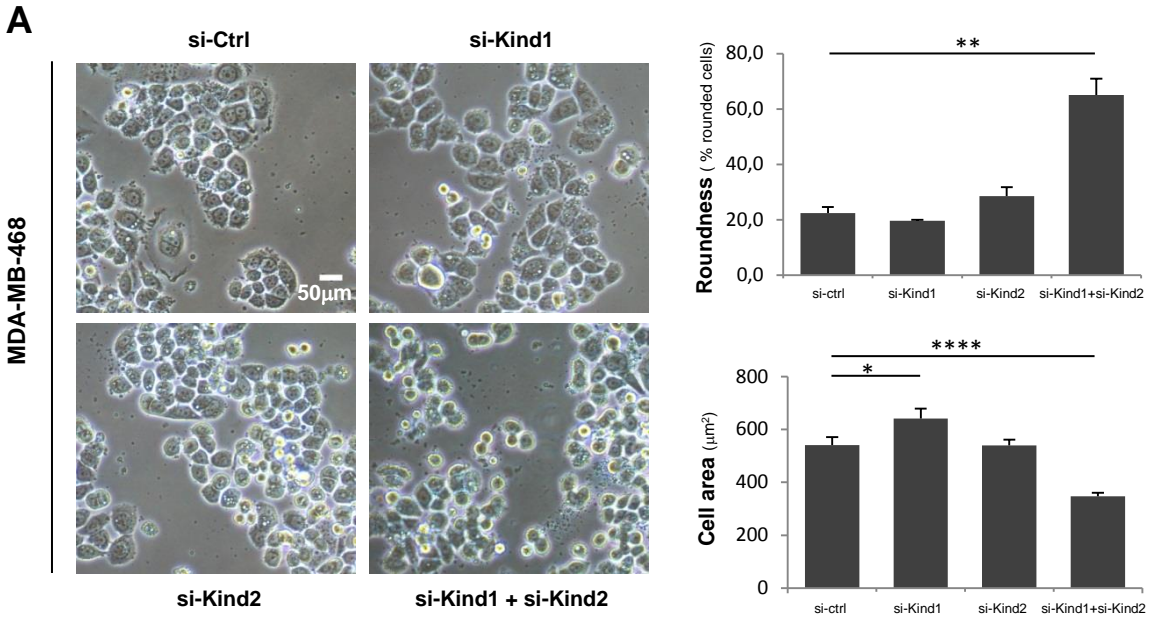 A
si-Ctrl
si-Kind1
MDA-MB-468
50μm
si-Kind2
si-Kind1 + si-Kind2
Roundness ( % rounded cells)
80,0
60,0
40,0
20,0
0,0
**
si-ctrl
si-Kind1
si-Kind2
si-Kind1+si-Kind2
Cell area (μm²)
800
600
400
200
0
****
*
si-ctrl
si-Kind1
si-Kind2
si-Kind1+si-Kind2